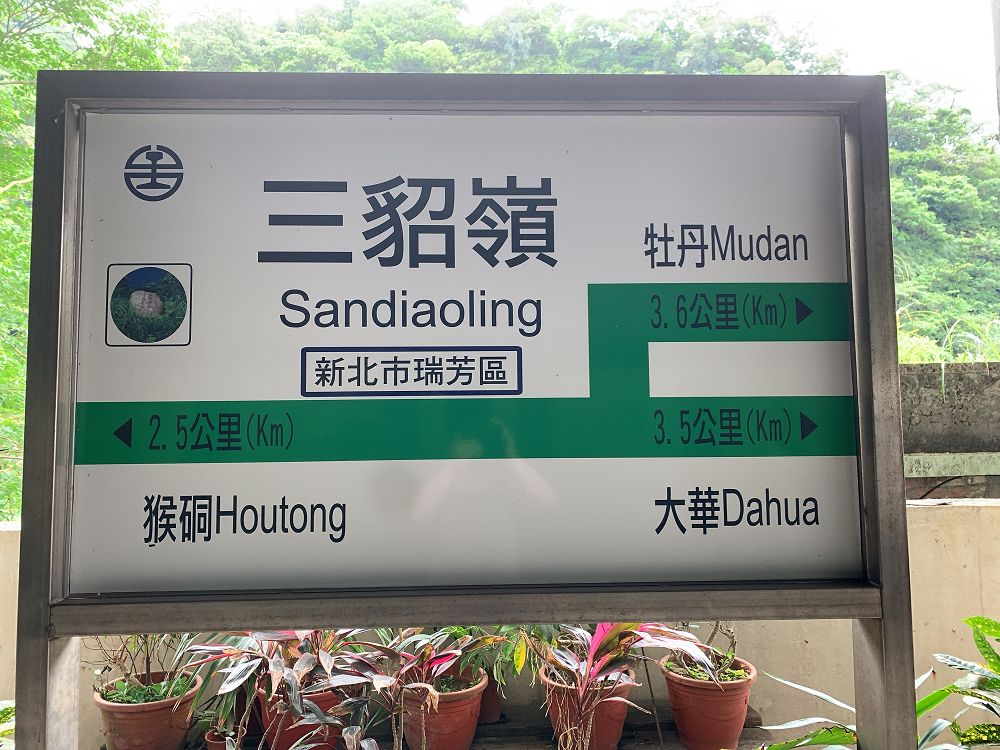 三貂嶺
Sandiaoling
新北市瑞芳區
牡丹Mudan
3.6公里(Km)▶
◀ 2.5公里(Km)
3.5公里(Km)▶
猴硐Houtong
大華Dahua